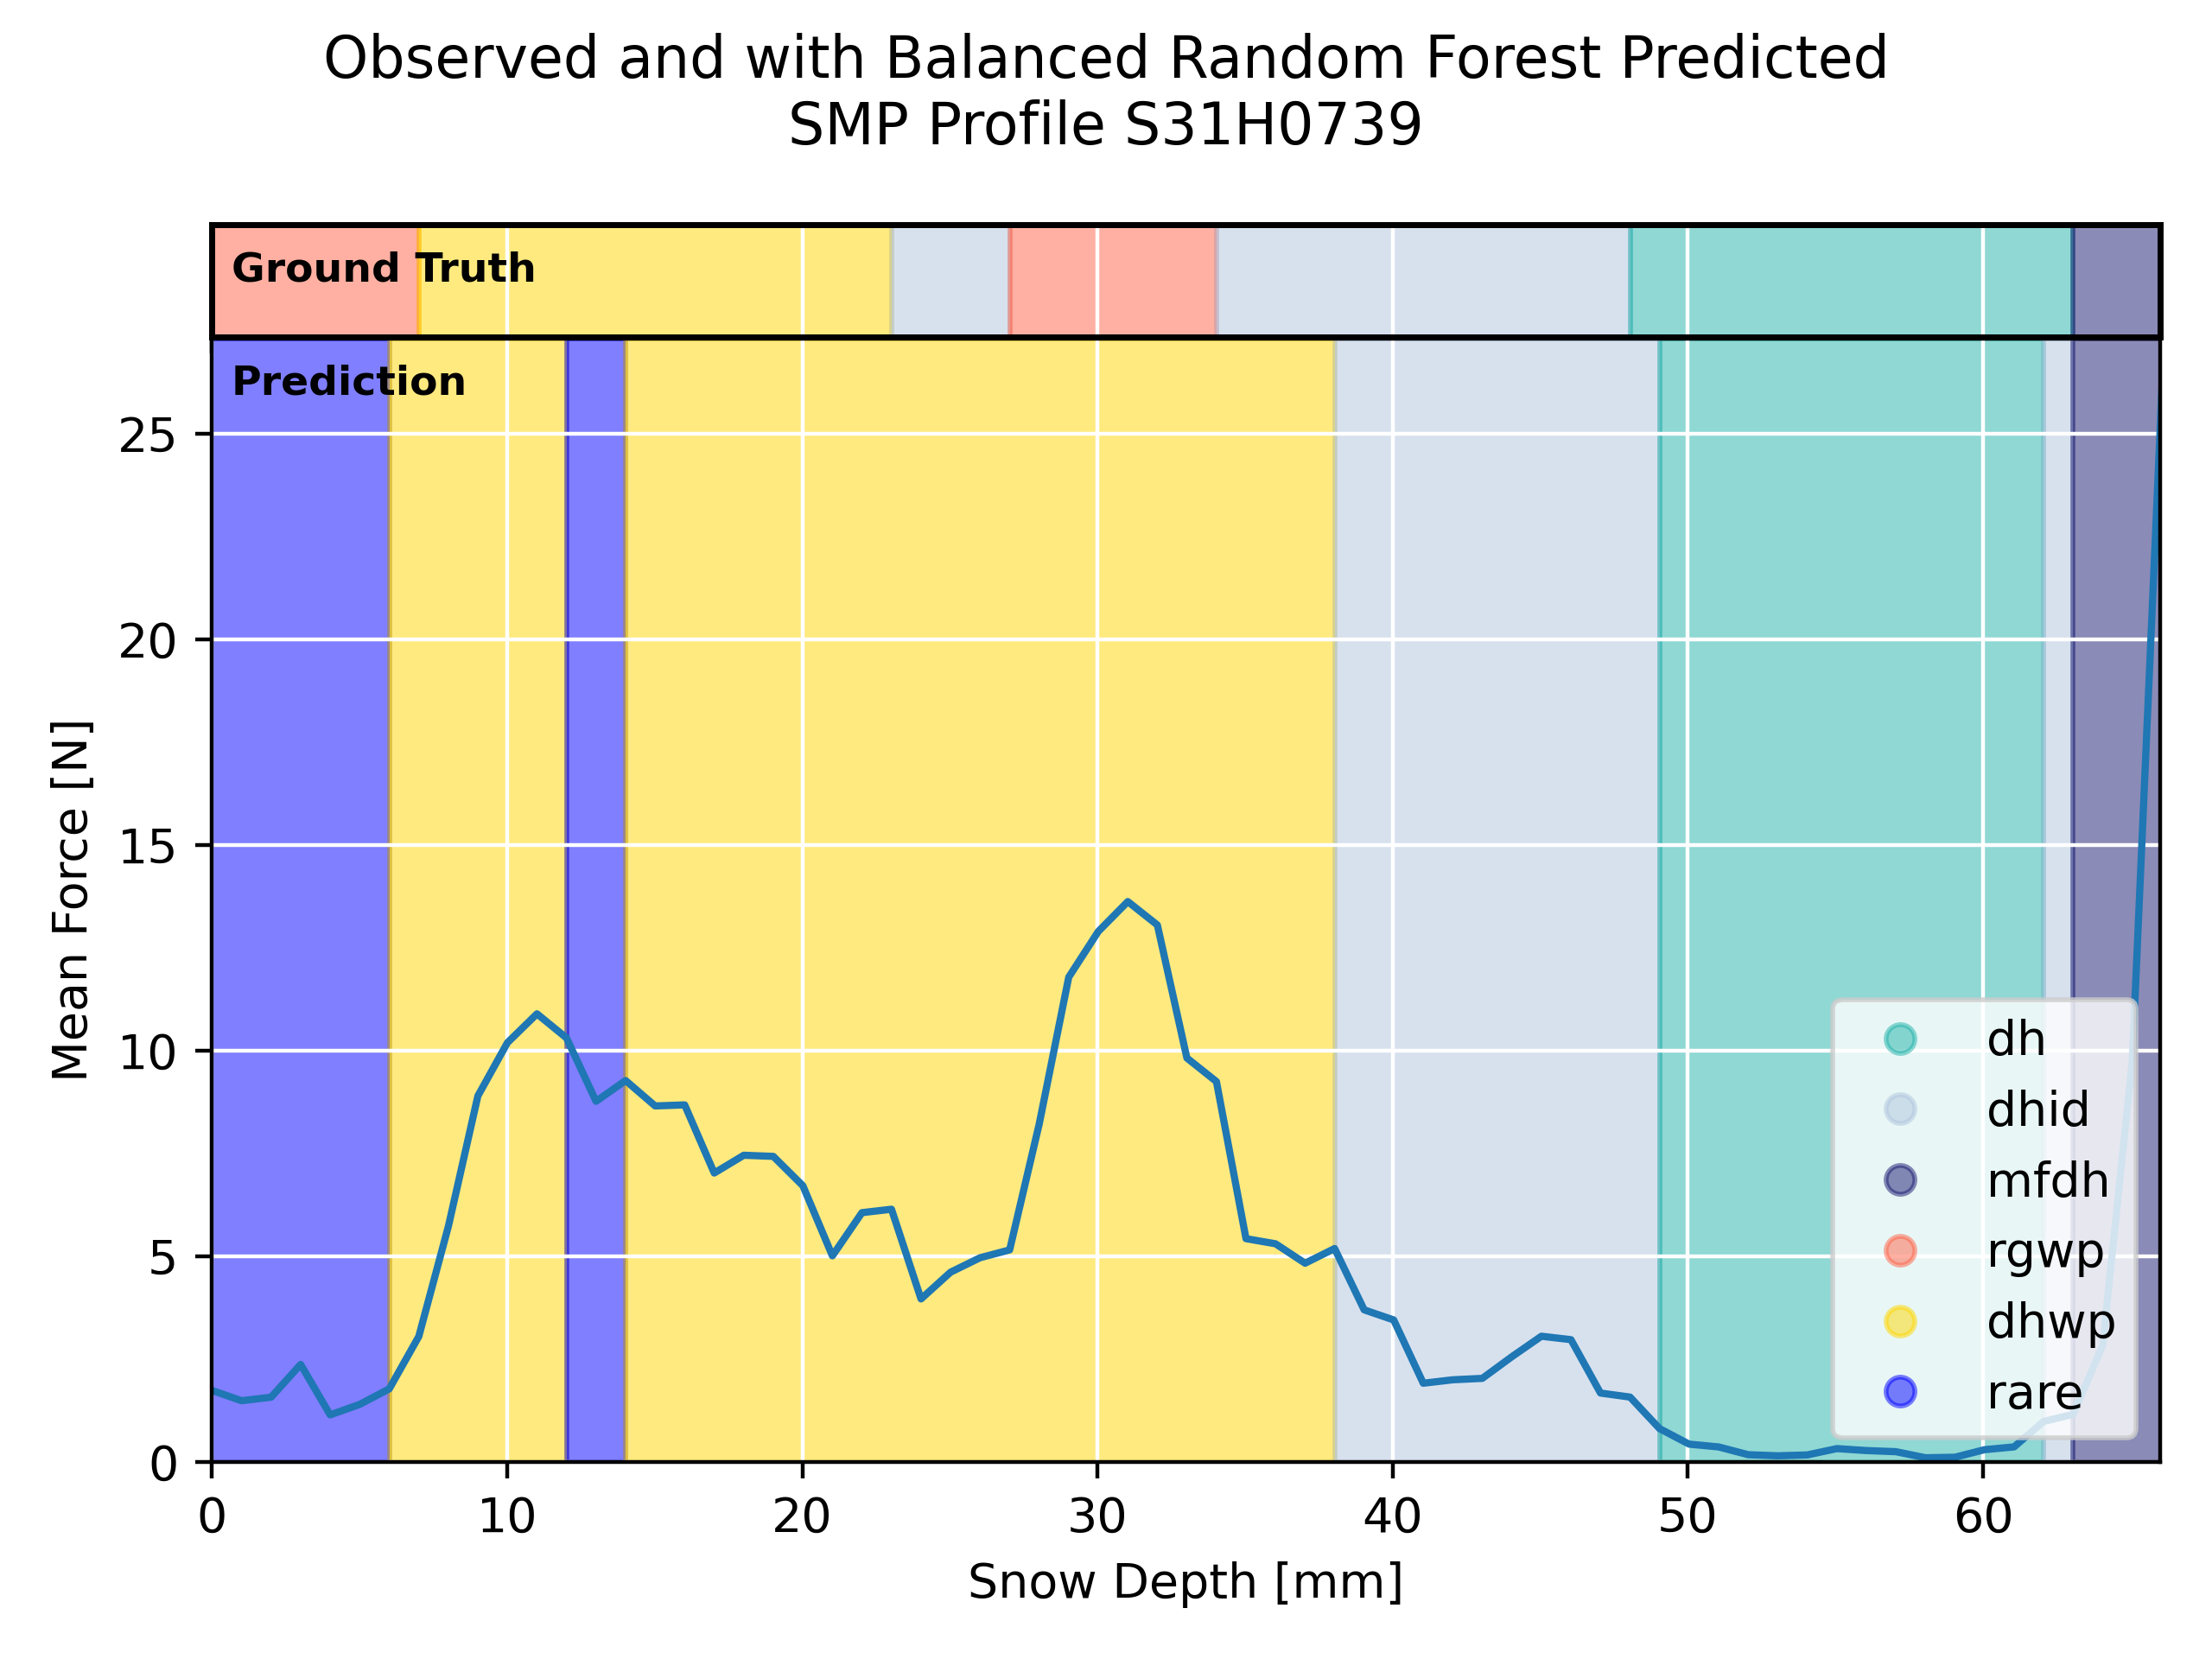 Observed and with Balanced Random Forest Predicted
SMP Profile S31H0739
Ground Truth
Prediction
25
20
15
10
5
0
Mean Force [N]
dh
dhid
mfdh
rgwp
dhwp
rare
0 10 20 30 40 50 60
Snow Depth [mm]